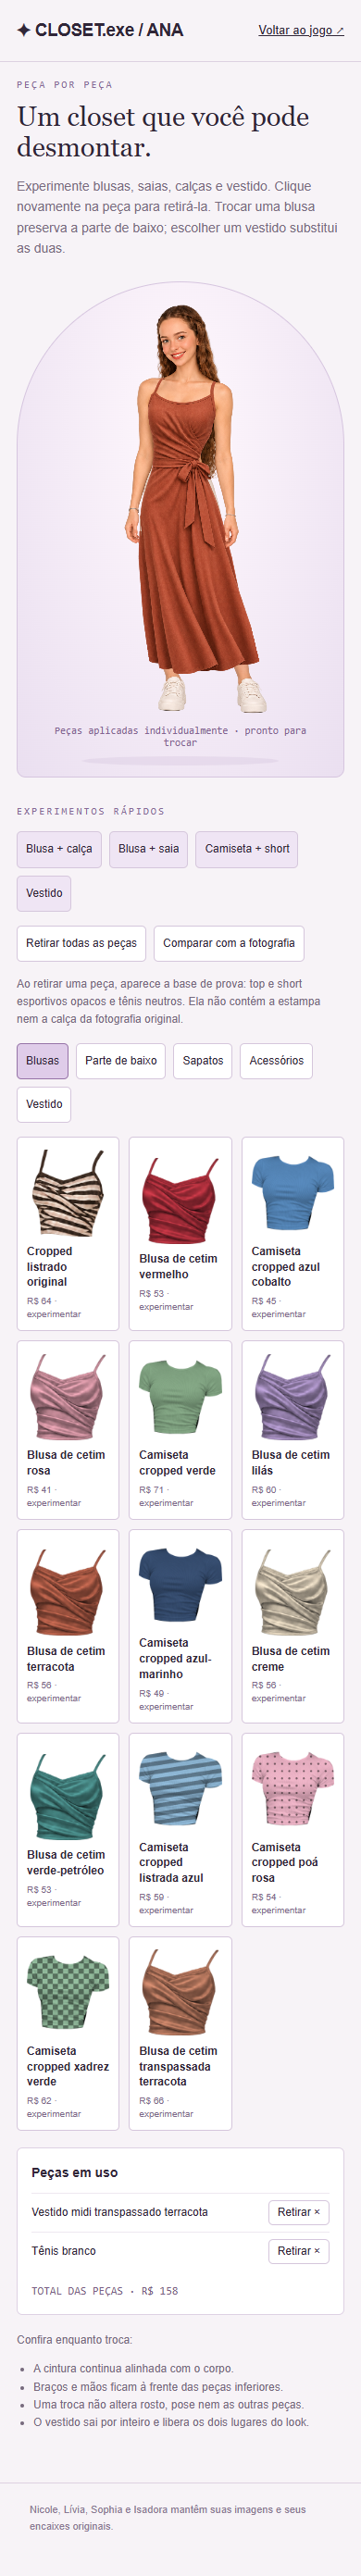 ✦ CLOSET.exe / ANA
Voltar ao jogo ↗
PEÇA POR PEÇA
Um closet que você pode
desmontar.
Experimente blusas, saias, calças e vestido. Clique
novamente na peça para retirá-la. Trocar uma blusa
preserva a parte de baixo; escolher um vestido substitui
as duas.
Peças aplicadas individualmente · pronto para
trocar
EXPERIMENTOS RÁPIDOS
Blusa + calça
Blusa + saia
Camiseta + short
Vestido
Retirar todas as peças
Comparar com a fotografia
Ao retirar uma peça, aparece a base de prova: top e short
esportivos opacos e tênis neutros. Ela não contém a estampa
nem a calça da fotografia original.
Blusas
Parte de baixo
Sapatos
Acessórios
Vestido
Cropped
listrado
original
R$ 64 ·
experimentar
Blusa de cetim
vermelho
R$ 53 ·
experimentar
Camiseta
cropped azul
cobalto
R$ 45 ·
experimentar
Blusa de cetim
rosa
R$ 41 ·
experimentar
Camiseta
cropped verde
R$ 71 ·
experimentar
Blusa de cetim
lilás
R$ 60 ·
experimentar
Blusa de cetim
terracota
R$ 56 ·
experimentar
Camiseta
cropped azul-
marinho
R$ 49 ·
experimentar
Blusa de cetim
creme
R$ 56 ·
experimentar
Blusa de cetim
verde-petróleo
R$ 53 ·
experimentar
Camiseta
cropped
listrada azul
R$ 59 ·
experimentar
Camiseta
cropped poá
rosa
R$ 54 ·
experimentar
Camiseta
cropped xadrez
verde
R$ 62 ·
experimentar
Blusa de cetim
transpassada
terracota
R$ 66 ·
experimentar
Peças em uso
Vestido midi transpassado terracota
Retirar ×
Tênis branco
Retirar ×
TOTAL DAS PEÇAS · R$ 158
Confira enquanto troca:
• A cintura continua alinhada com o corpo.
• Braços e mãos ficam à frente das peças inferiores.
• Uma troca não altera rosto, pose nem as outras peças.
• O vestido sai por inteiro e libera os dois lugares do look.
Nicole, Lívia, Sophia e Isadora mantêm suas imagens e seus
encaixes originais.